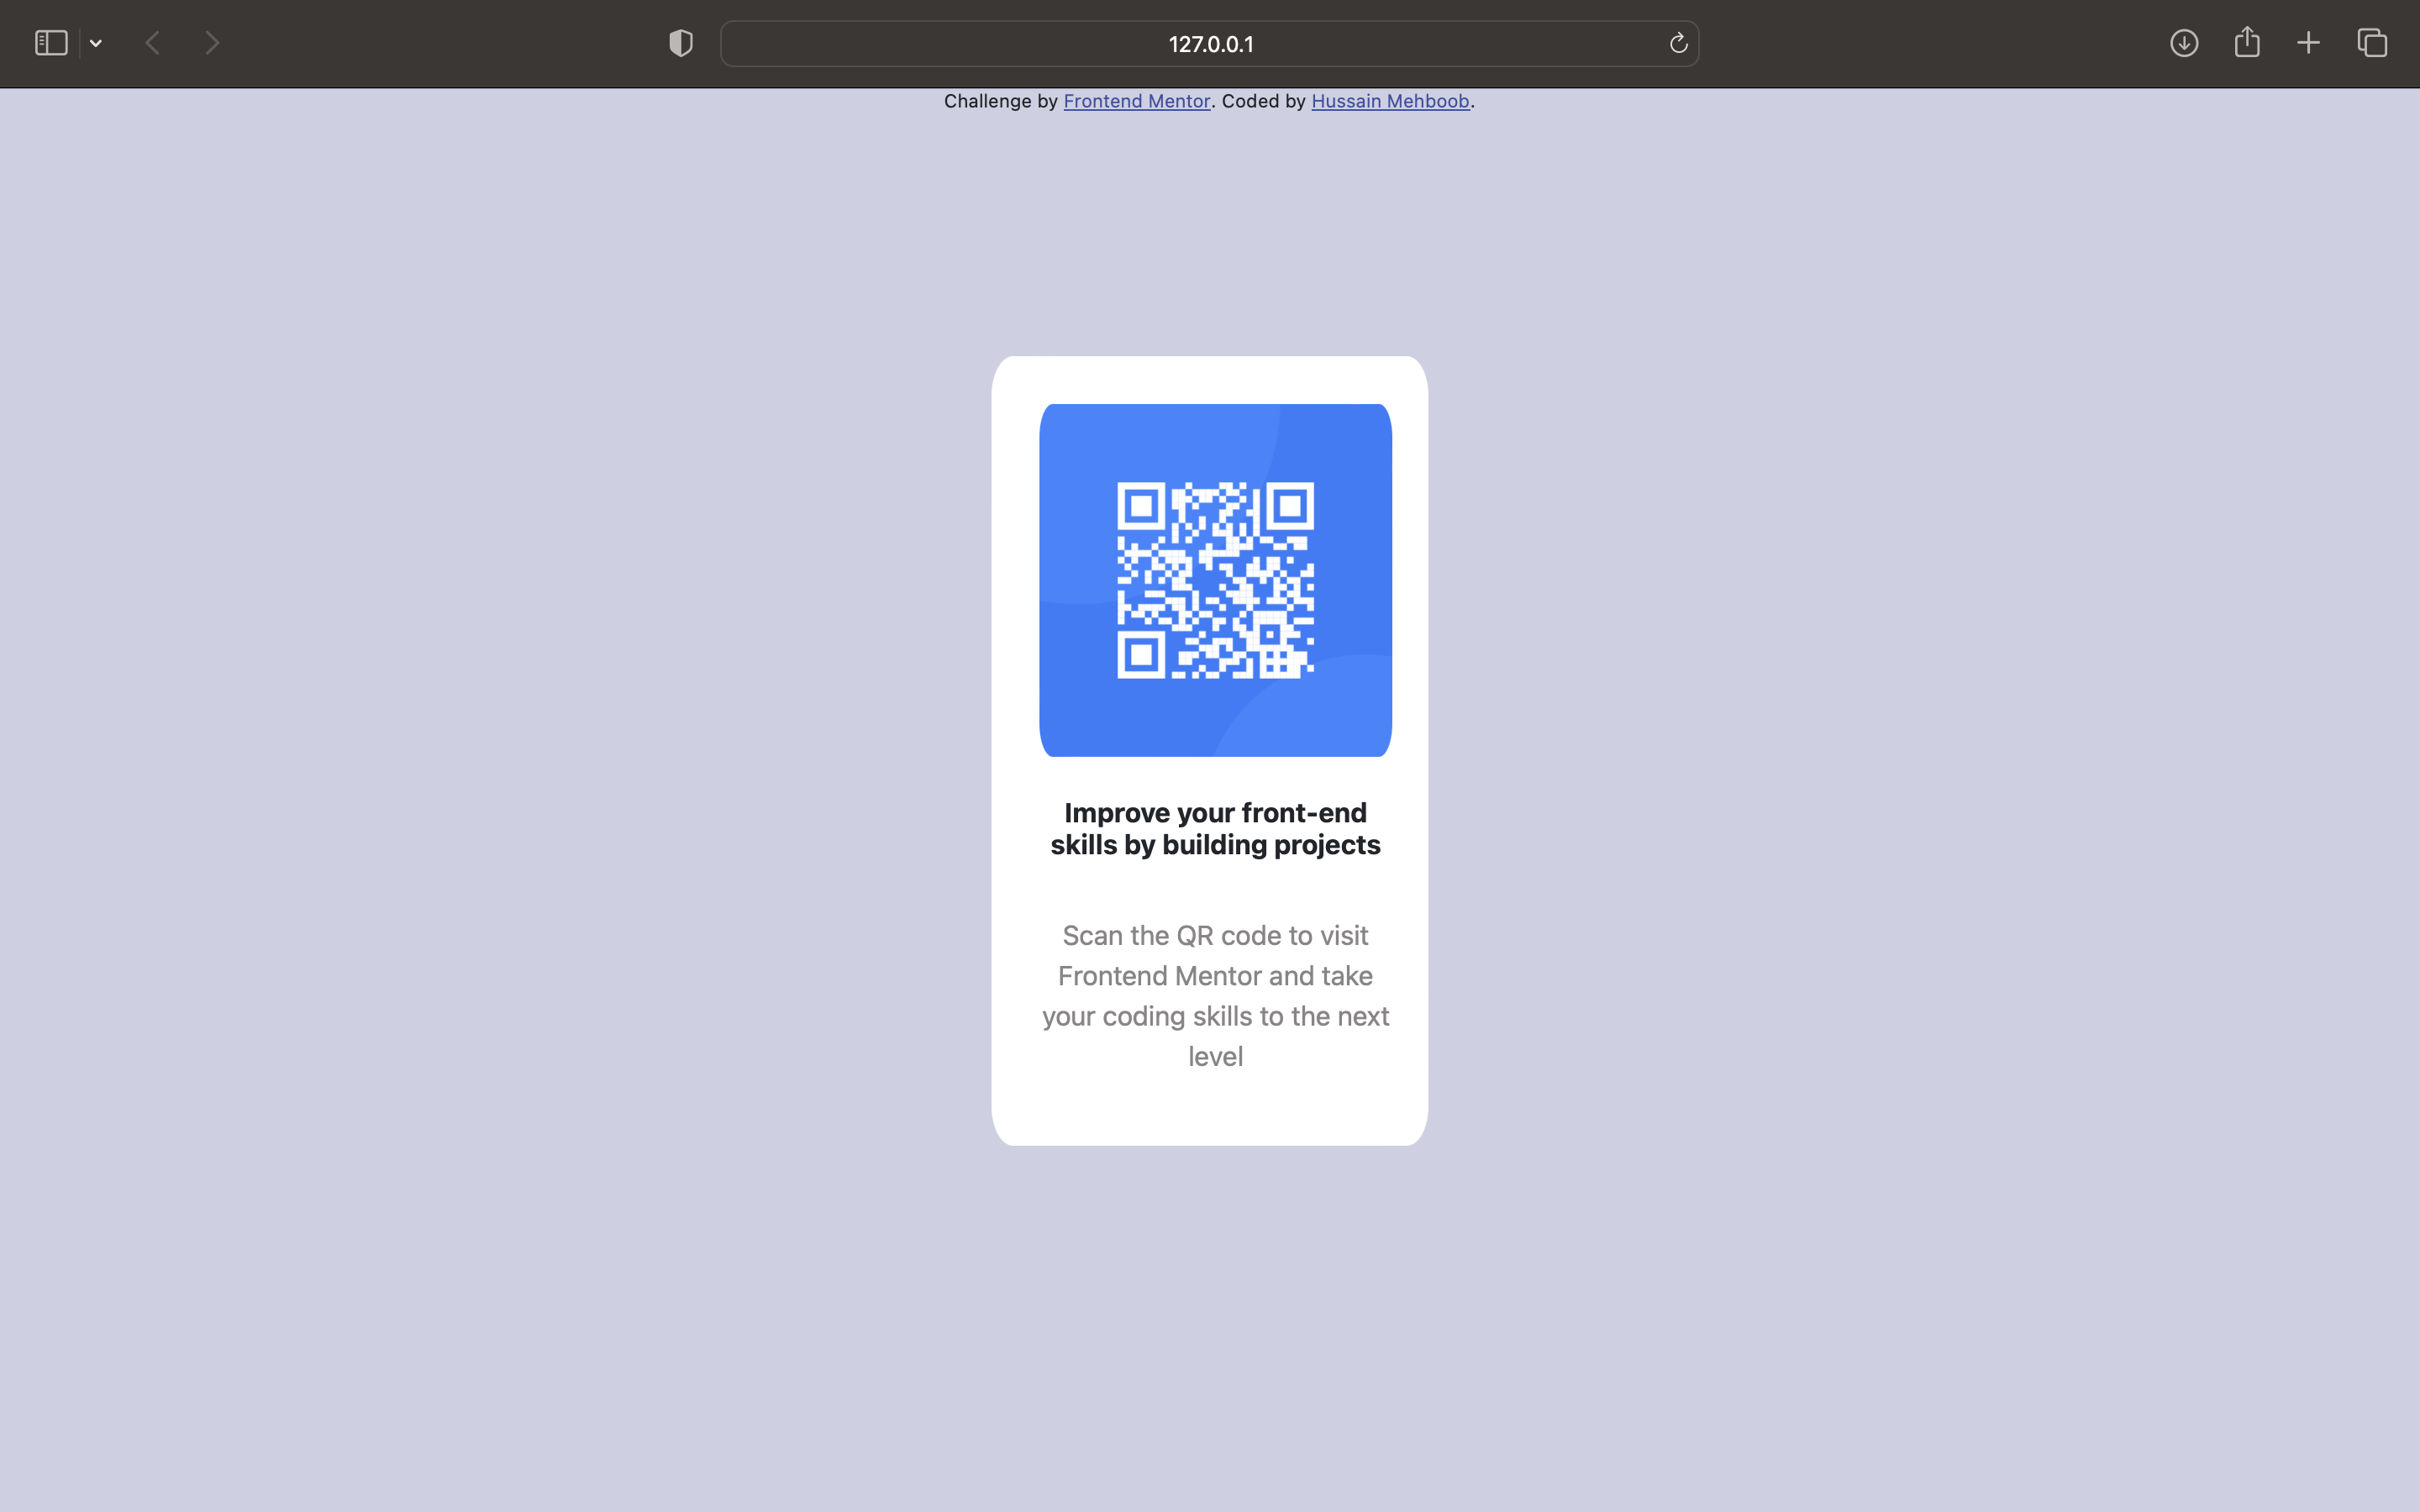 127.0.0.1
Challenge by Frontend Mentor. Coded by Hussain Mehboob.
Improve your front-end
skills by building projects
Scan the QR code to visit
Frontend Mentor and take
your coding skills to the next
level